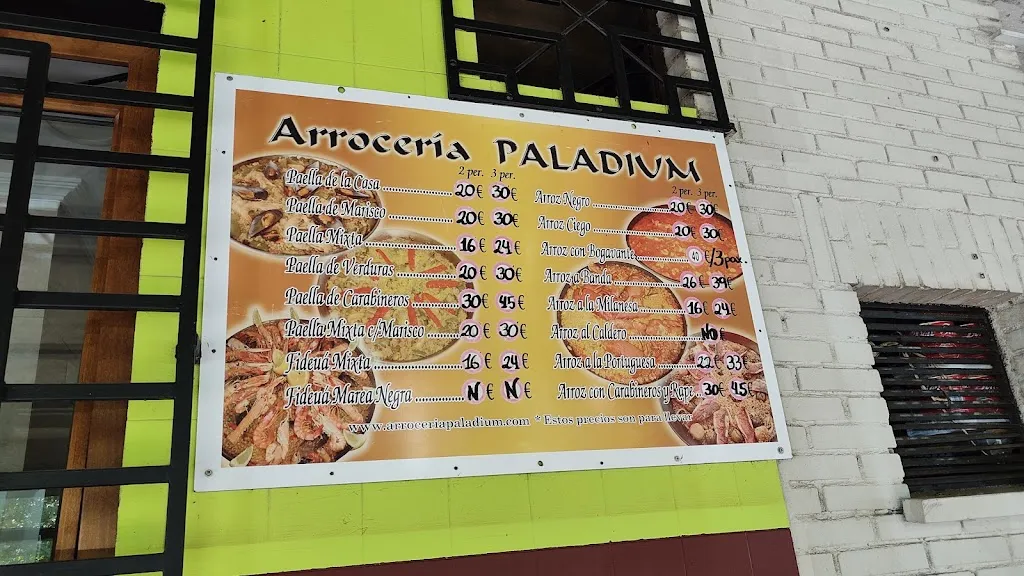 Arrocería PALADIUM
2 per. 3 per.
Paella de la Casa 20€ 30€
Paella de Marisco 20€ 30€
Paella Mixta 16€ 24€
Paella de Verduras 20€ 30€
Paella de Carabineros 30€ 45€
Paella Mixta c/Marisco 20€ 30€
Fideuá Mixta 16€ 24€
Fideuá Marea Negra N€ N€
2 per. 3 per.
Arroz Negro 20€ 30€
Arroz Ciego 20€ 30€
Arroz con Bogavante 40 €/3
Arroz a Banda 26€ 39€
Arroz a la Milanesa 16€ 24€
Arroz al Caldero No €
Arroz a la Portuguesa 22€ 33€
Arroz con Carabineros y Rape 30€ 45€
www.arroceriapaladium.com * Estos precios son para llevar